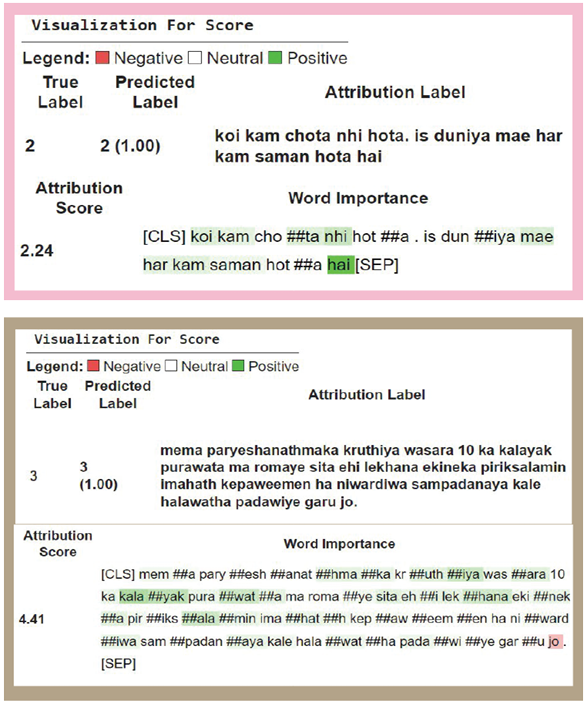 Visualization For Score
Legend: Negative Neutral Positive
True Label
Predicted Label
Attribution Label
2
2 (1.00)
koi kam chota nhi hota. is duniya mae har
kam saman hota hai
Attribution Score
Word Importance
2.24
[CLS] koi kam cho ##ta nhi hot ##a . is dun ##iya mae
har kam saman hot ##a hai [SEP]
Visualization For Score
Legend: Negative Neutral Positive
True Label
Predicted Label
Attribution Label
3
3 (1.00)
mema paryeshanathmaka kruthiya wasara 10 ka kalayak
purawata ma romaye sita ehi lekhana ekineka piriksalamin
imahath kepaweemen ha niwardiwa sampadanaya kale
halawatha padawiye garu jo.
Attribution Score
Word Importance
4.41
[CLS] mem ##a pary ##esh ##anat ##hma ##ka kr ##uth ##iya was ##ara 10
ka kala ##yak pura ##wat ##a ma roma ##ye sita eh ##i lek ##hana eki ##nek
##a pir ##iks ##ala ##min ima ##hat ##h kep ##aw ##eem ##en ha ni ##ward
##iwa sam ##padan ##aya kale hala ##wat ##ha pada ##wi ##ye gar ##u jo .
[SEP]